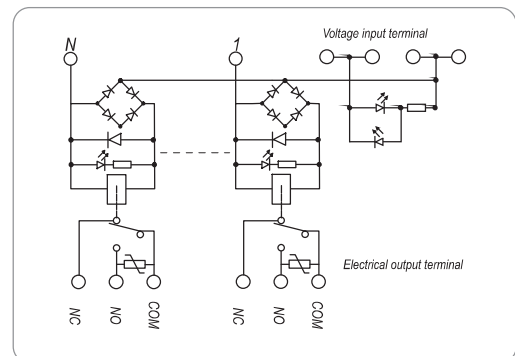 Voltage input terminal
N
1
Electrical output terminal
NC
NO
COM
NC
NO
COM